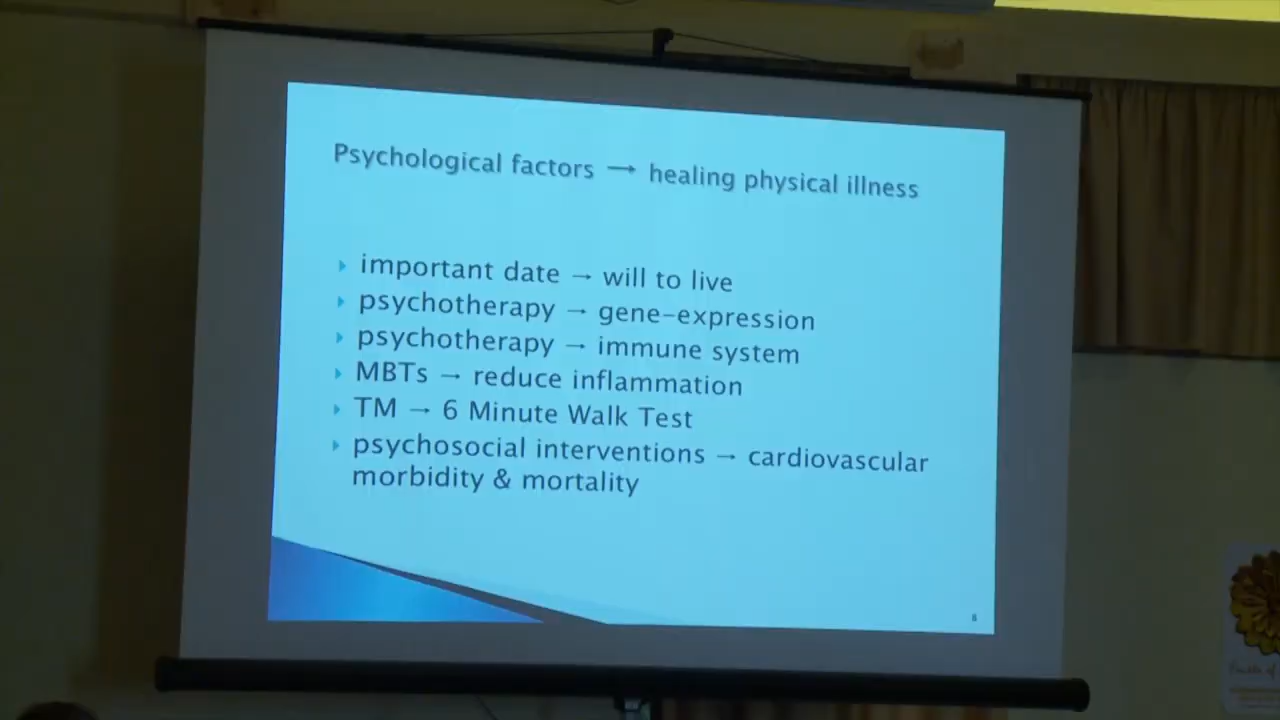 Psychological factors → healing physical illness
important date → will to live
psychotherapy → gene-expression
psychotherapy → immune system
MBTs → reduce inflammation
TM → 6 Minute Walk Test
psychosocial interventions → cardiovascular
morbidity & mortality